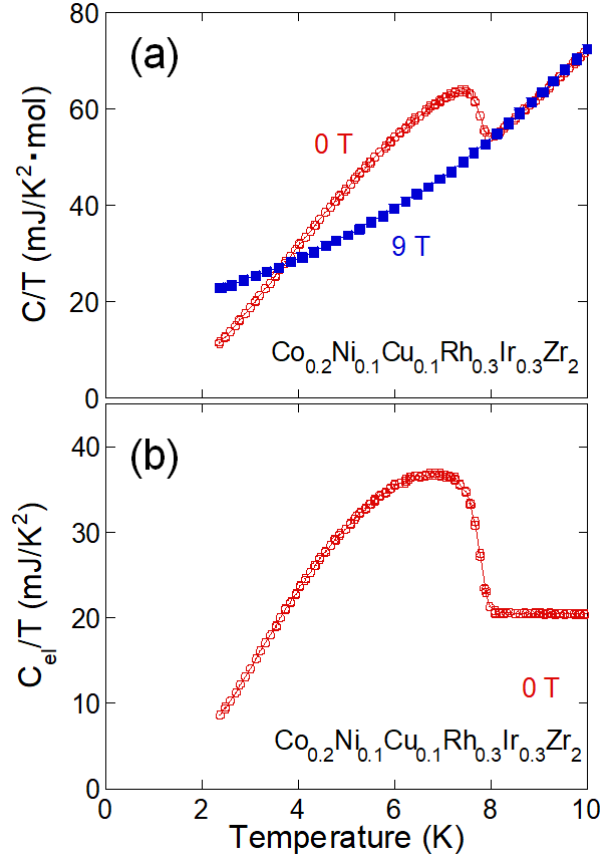 80
(a)
60
0 T
C/T (mJ/K²·mol)
40
9 T
20
Co₀.₂Ni₀.₁Cu₀.₁Rh₀.₃Ir₀.₃Zr₂
0
40
(b)
30
C_el/T (mJ/K²)
20
0 T
10
Co₀.₂Ni₀.₁Cu₀.₁Rh₀.₃Ir₀.₃Zr₂
0
0 2 4 6 8 10
Temperature (K)